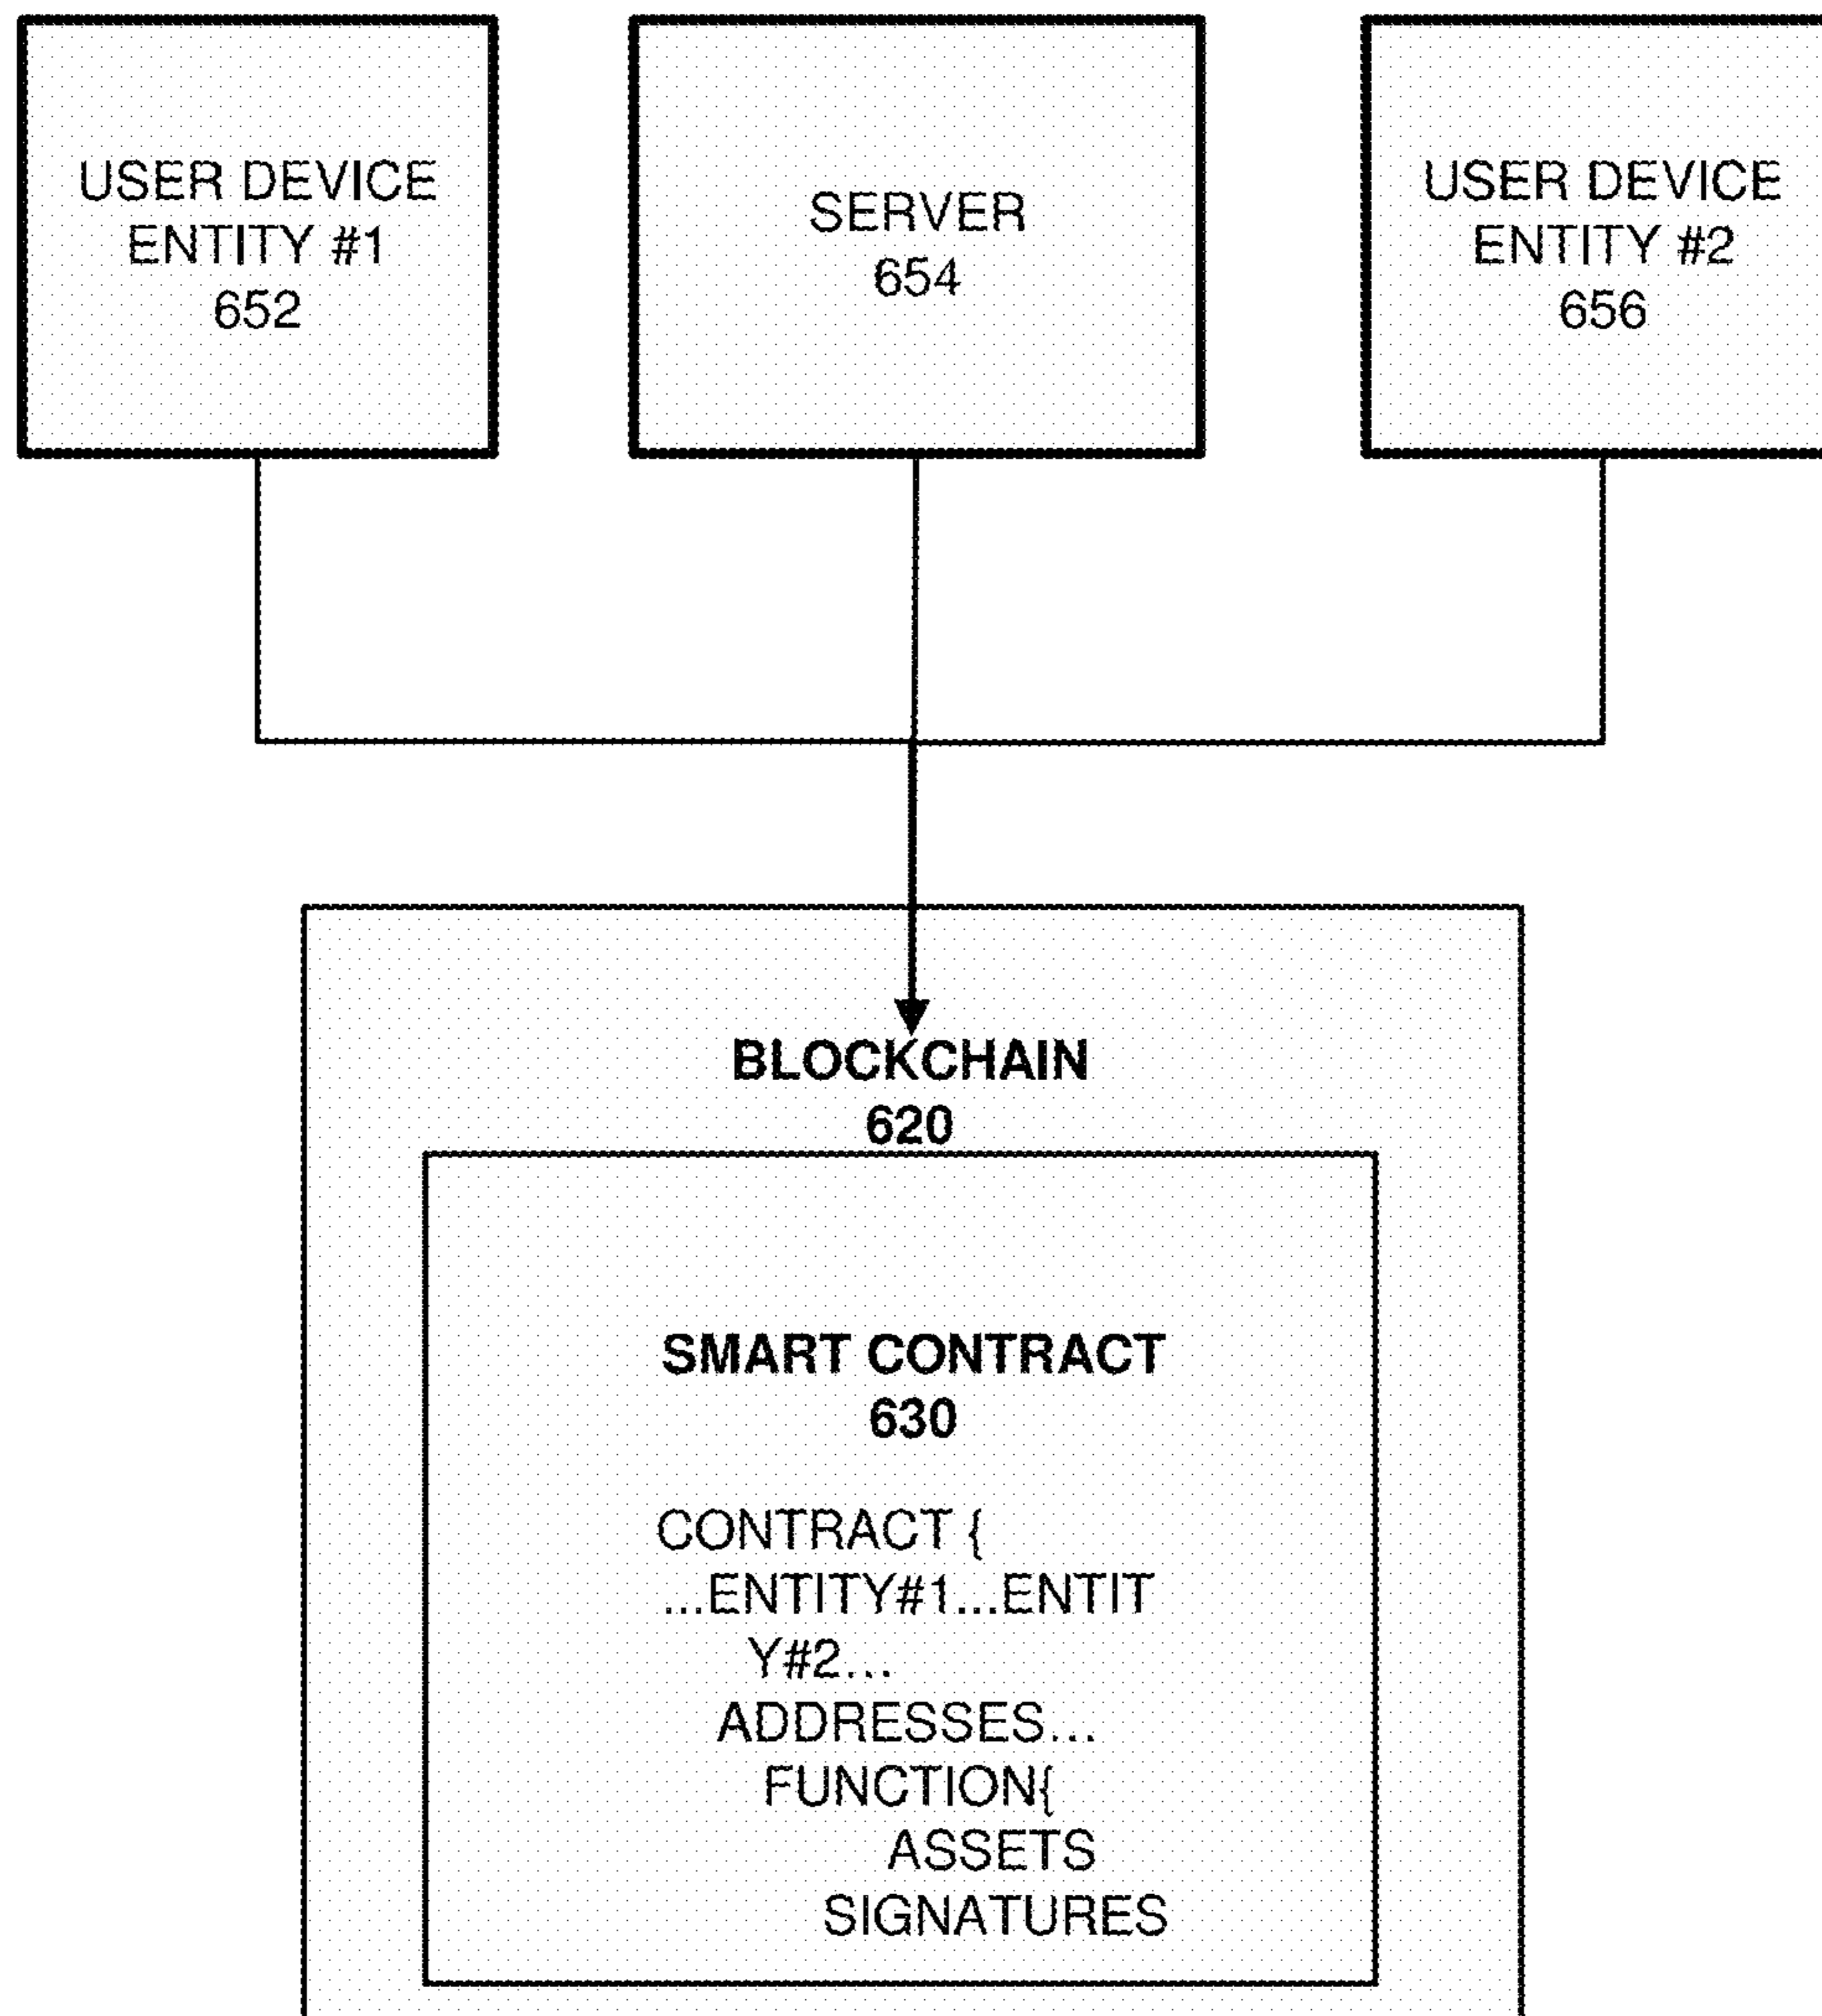 USER DEVICE
ENTITY #1
652
SERVER
654
USER DEVICE
ENTITY #2
656
BLOCKCHAIN
620
SMART CONTRACT
630
CONTRACT {
...ENTITY#1...ENTIT
Y#2...
ADDRESSES...
FUNCTION{
ASSETS
SIGNATURES